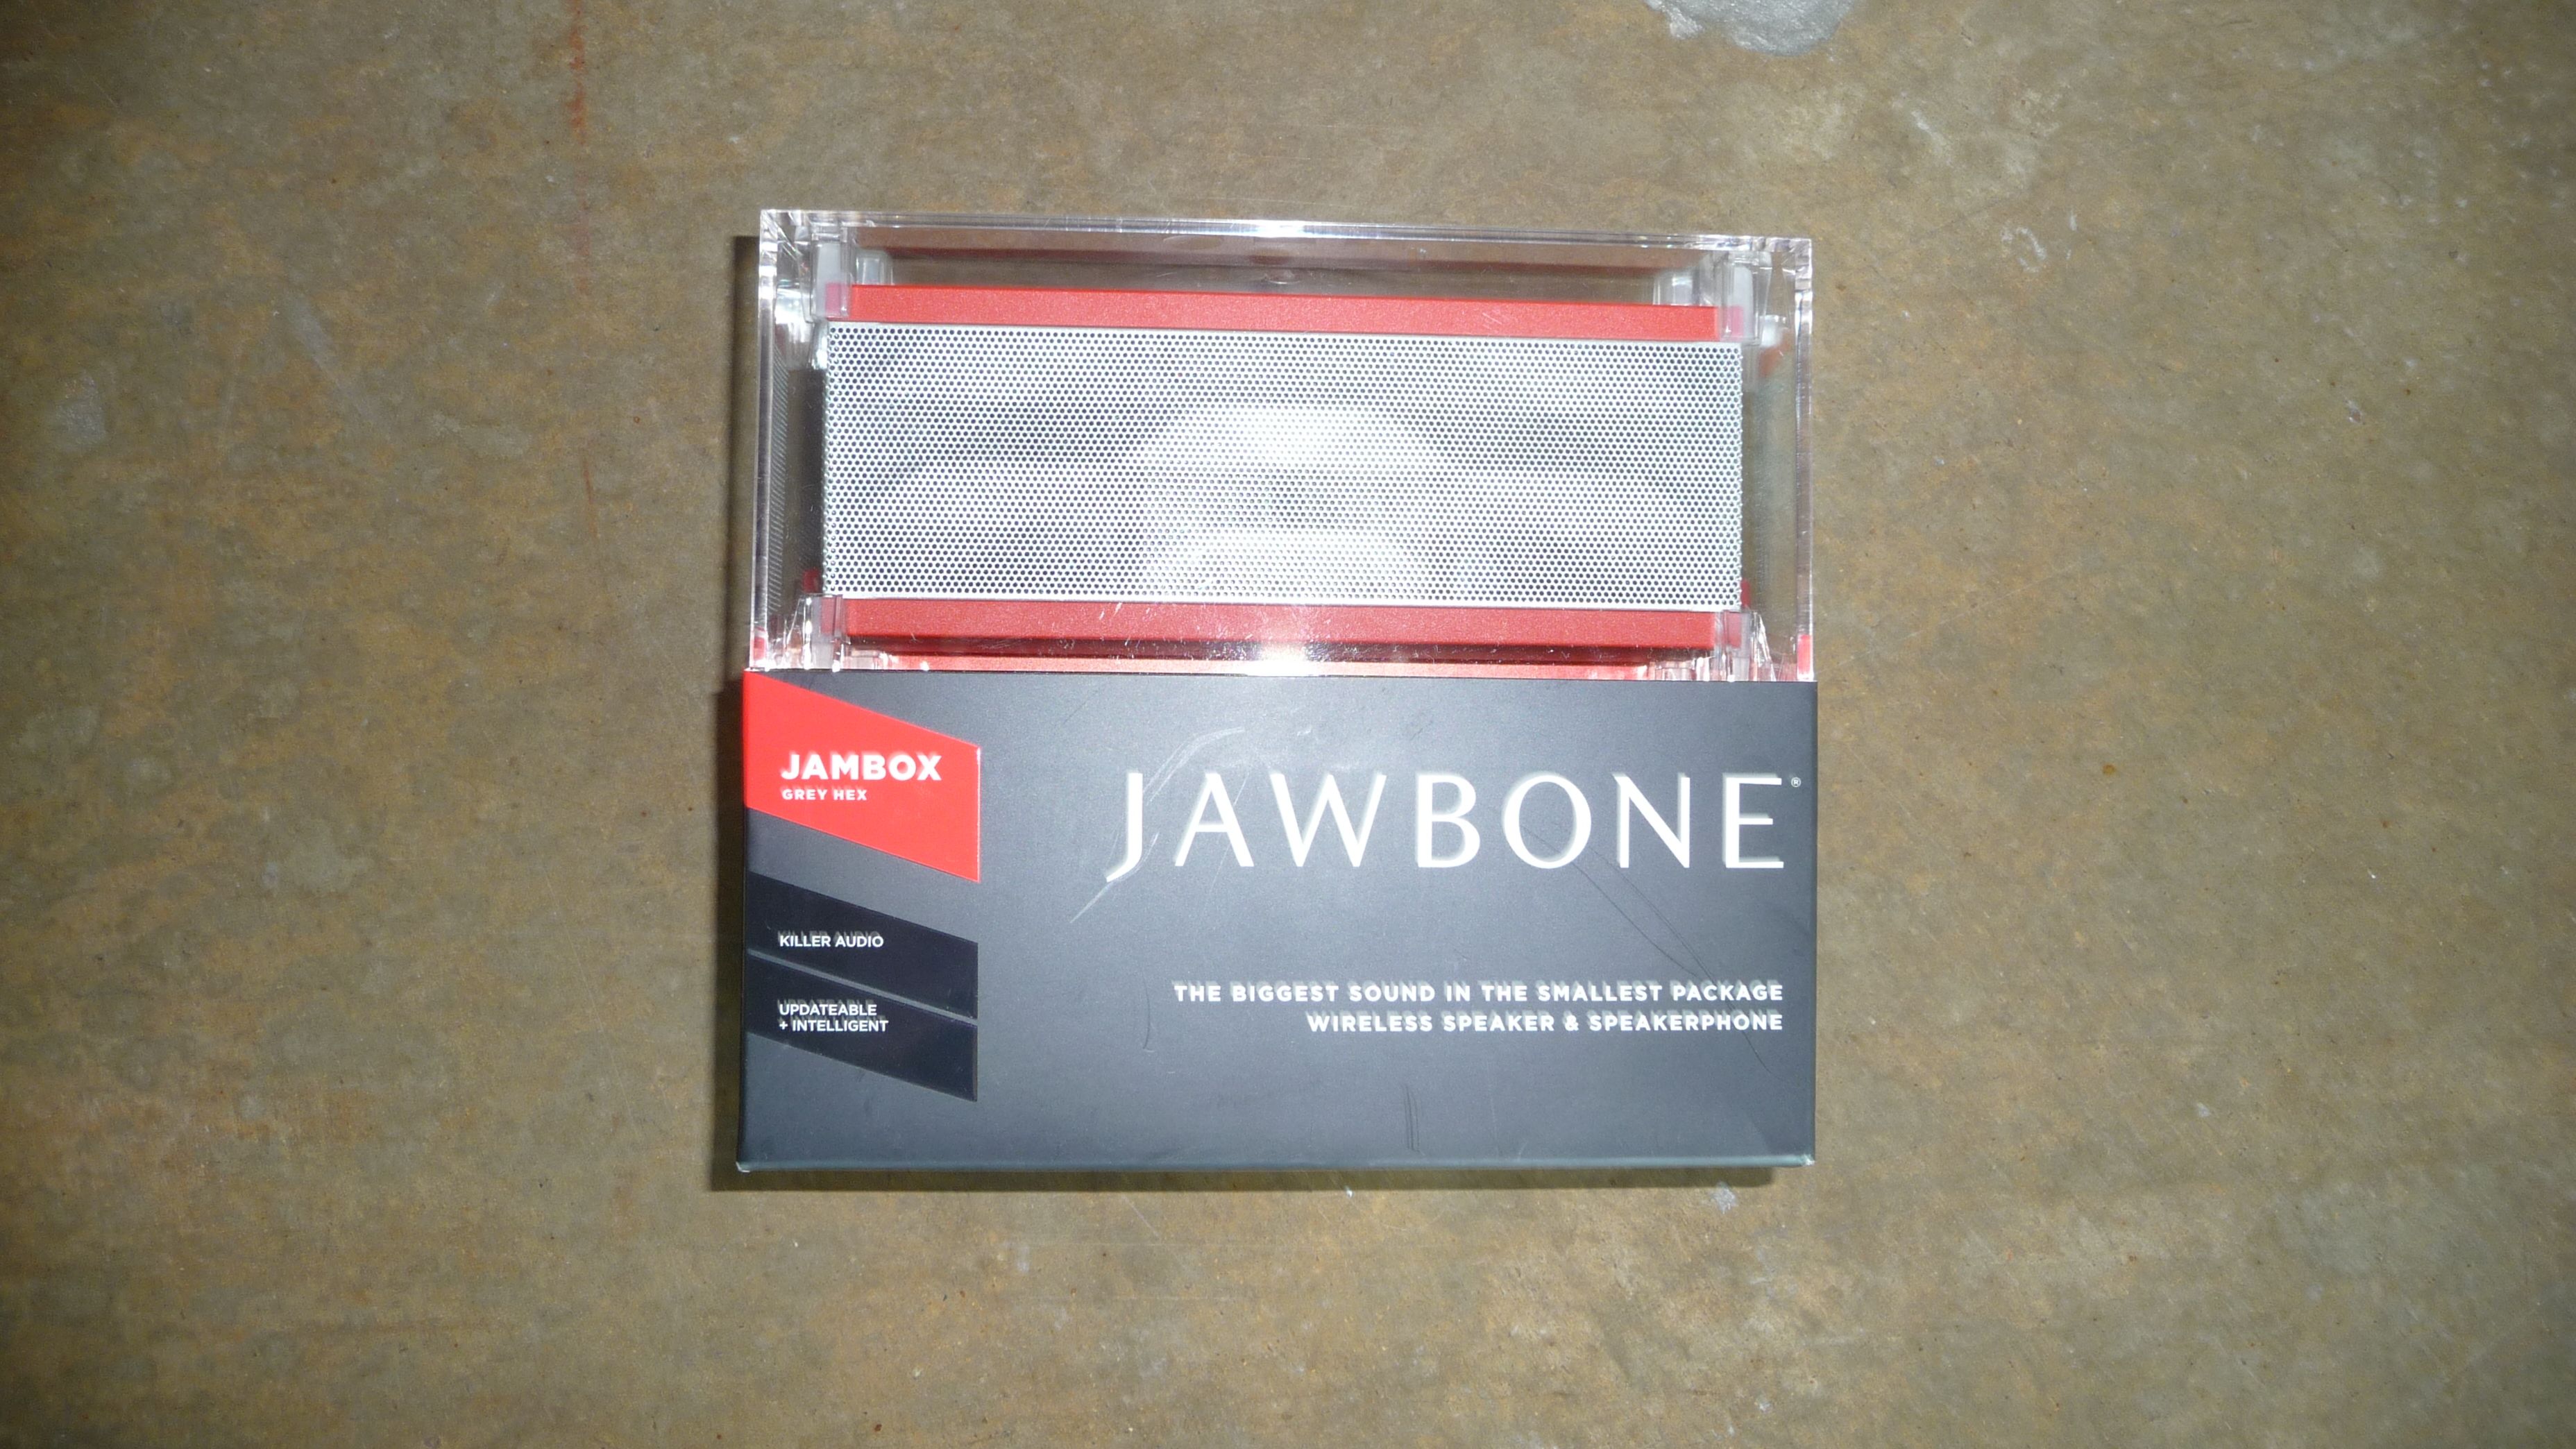 JAMBOX
GREY HEX
JAWBONE®
KILLER AUDIO
UPDATEABLE
+ INTELLIGENT
THE BIGGEST SOUND IN THE SMALLEST PACKAGE
WIRELESS SPEAKER & SPEAKERPHONE